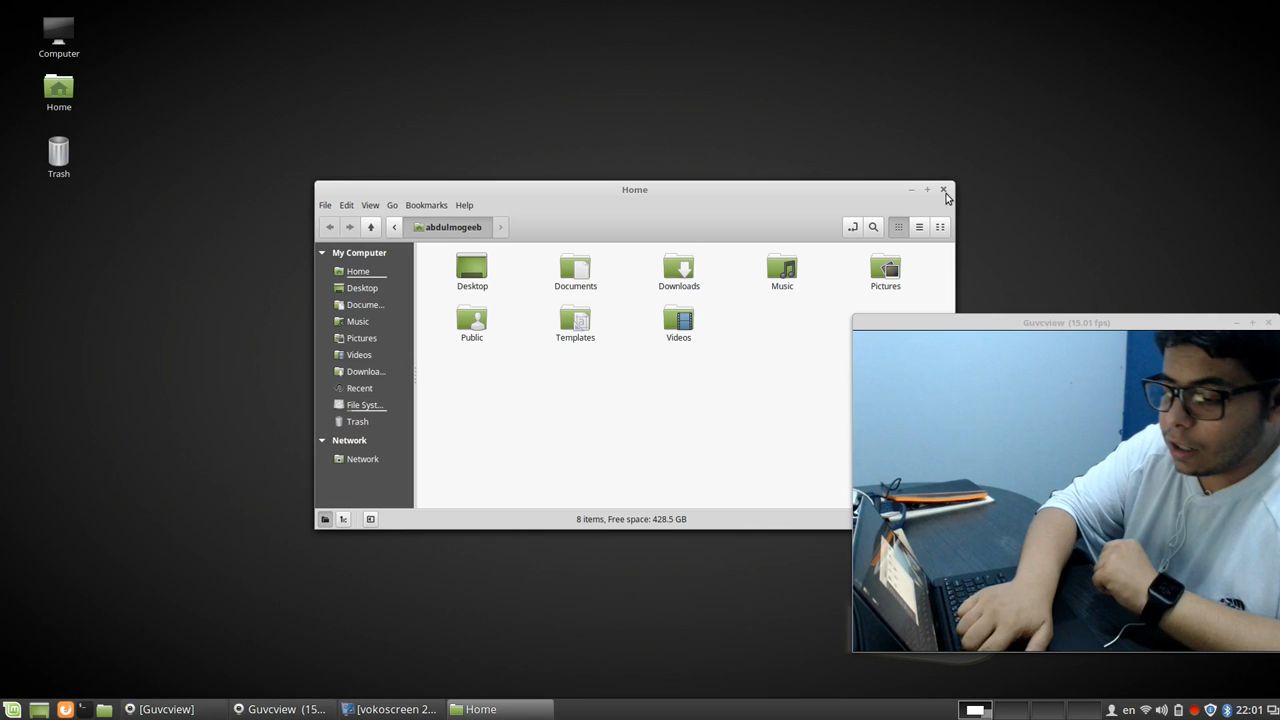 Computer
Home
Trash
Home
File Edit View Go Bookmarks Help
abdulmogeeb
My Computer
Home
Desktop
Docume...
Music
Pictures
Videos
Downloa...
Recent
File Syst...
Trash
Network
Network
Desktop Documents Downloads Music Pictures
Public Templates Videos
8 items, Free space: 428.5 GB
Guvcview (15.01 fps)
[Guvcview] Guvcview (15... [vokoscreen 2... Home
en 22:01